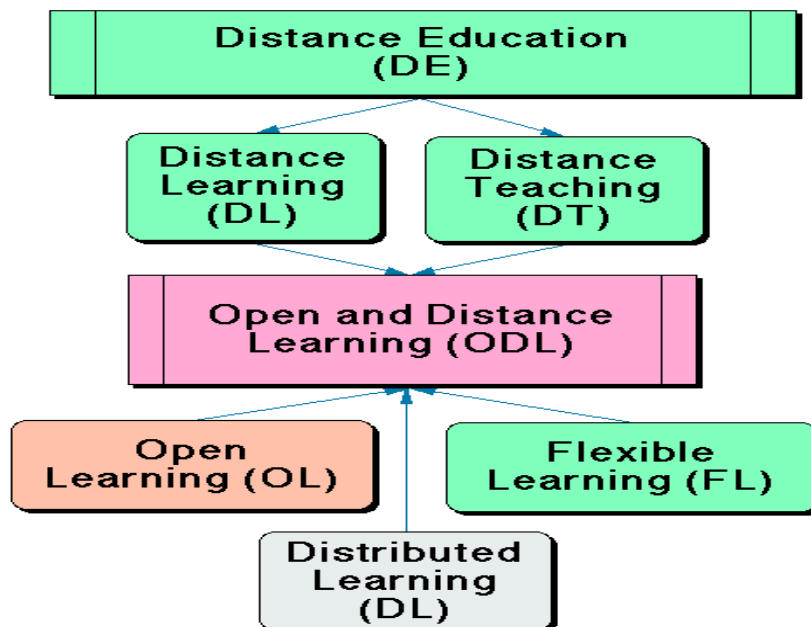 Distance Education
(DE)
Distance
Learning
(DL)
Distance
Teaching
(DT)
Open and Distance
Learning (ODL)
Open
Learning (OL)
Flexible
Learning (FL)
Distributed
Learning
(DL)